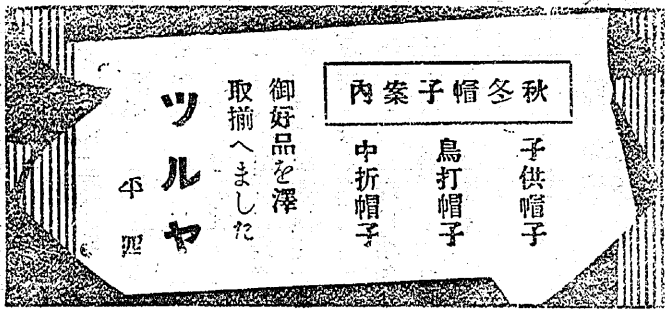 秋冬帽子案内
子供帽子
鳥打帽子
中折帽子
御好品を澤
取揃へました
ツルヤ
四